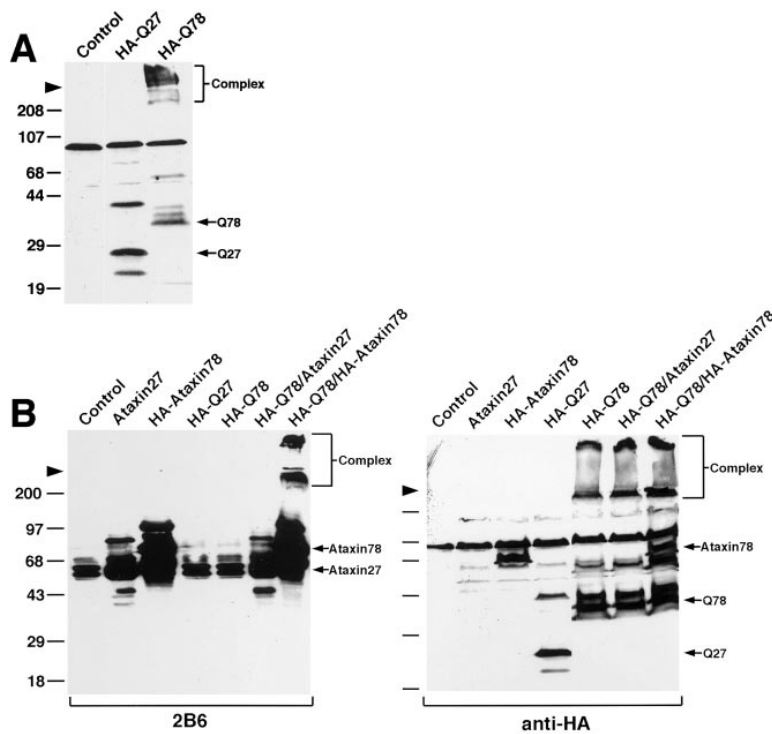 A
Control
HA-Q27
HA-Q78
Complex
208
107
68
44
29
19
Q78
Q27
B
Control
Ataxin27
HA-Ataxin78
HA-Q27
HA-Q78
HA-Q78/Ataxin27
HA-Q78/HA-Ataxin78
Complex
200
97
68
43
29
18
Ataxin78
Ataxin27
2B6
Control
Ataxin27
HA-Ataxin78
HA-Q27
HA-Q78
HA-Q78/Ataxin27
HA-Q78/HA-Ataxin78
Complex
Ataxin78
Q78
Q27
anti-HA